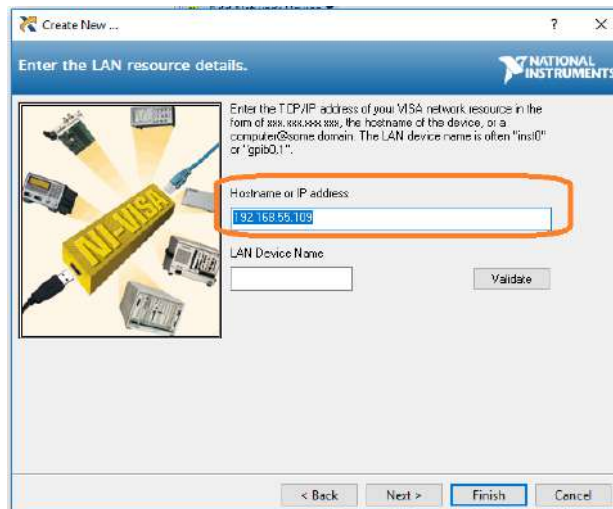 Create New ...
?
Enter the LAN resource details.
NATIONAL
INSTRUMENTS
Enter the TCP/IP address of your VISA network resource in the
form of xxx.xxx.xxx.xxx, the hostname of the device, or a
computer@some domain. The LAN device name is often "inst0"
or "gpib0,1".
NI-VISA
Hostname or IP address
192.168.55.109
LAN Device Name
Validate
< Back Next > Finish Cancel